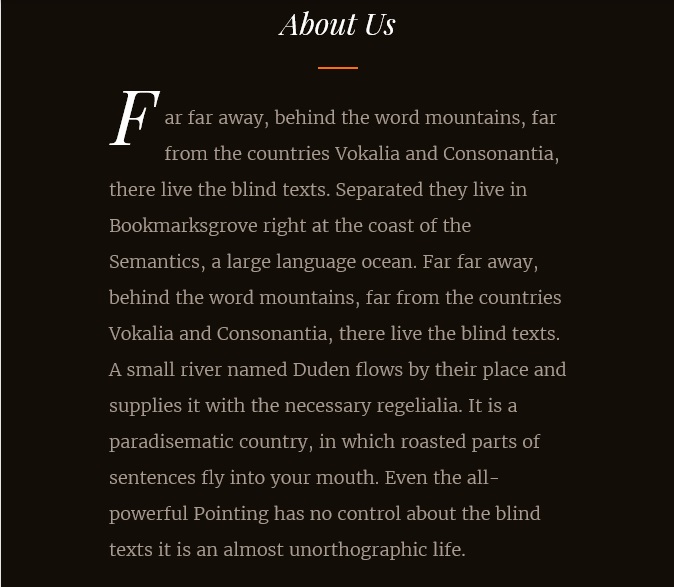 About Us
Far far away, behind the word mountains, far
from the countries Vokalia and Consonantia,
there live the blind texts. Separated they live in
Bookmarksgrove right at the coast of the
Semantics, a large language ocean. Far far away,
behind the word mountains, far from the countries
Vokalia and Consonantia, there live the blind texts.
A small river named Duden flows by their place and
supplies it with the necessary regelialia. It is a
paradisematic country, in which roasted parts of
sentences fly into your mouth. Even the all-
powerful Pointing has no control about the blind
texts it is an almost unorthographic life.